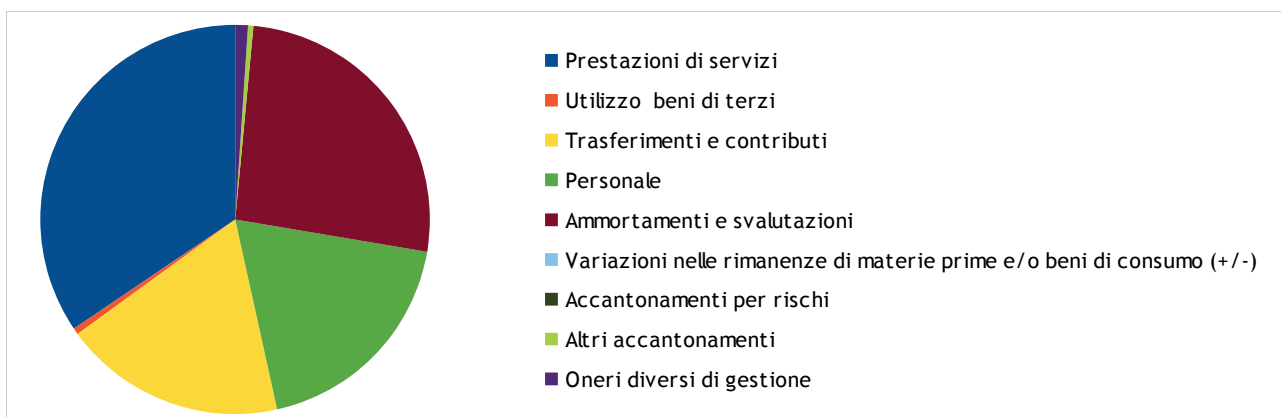 Prestazioni di servizi
Utilizzo beni di terzi
Trasferimenti e contributi
Personale
Ammortamenti e svalutazioni
Variazioni nelle rimanenze di materie prime e/o beni di consumo (+/-)
Accantonamenti per rischi
Altri accantonamenti
Oneri diversi di gestione